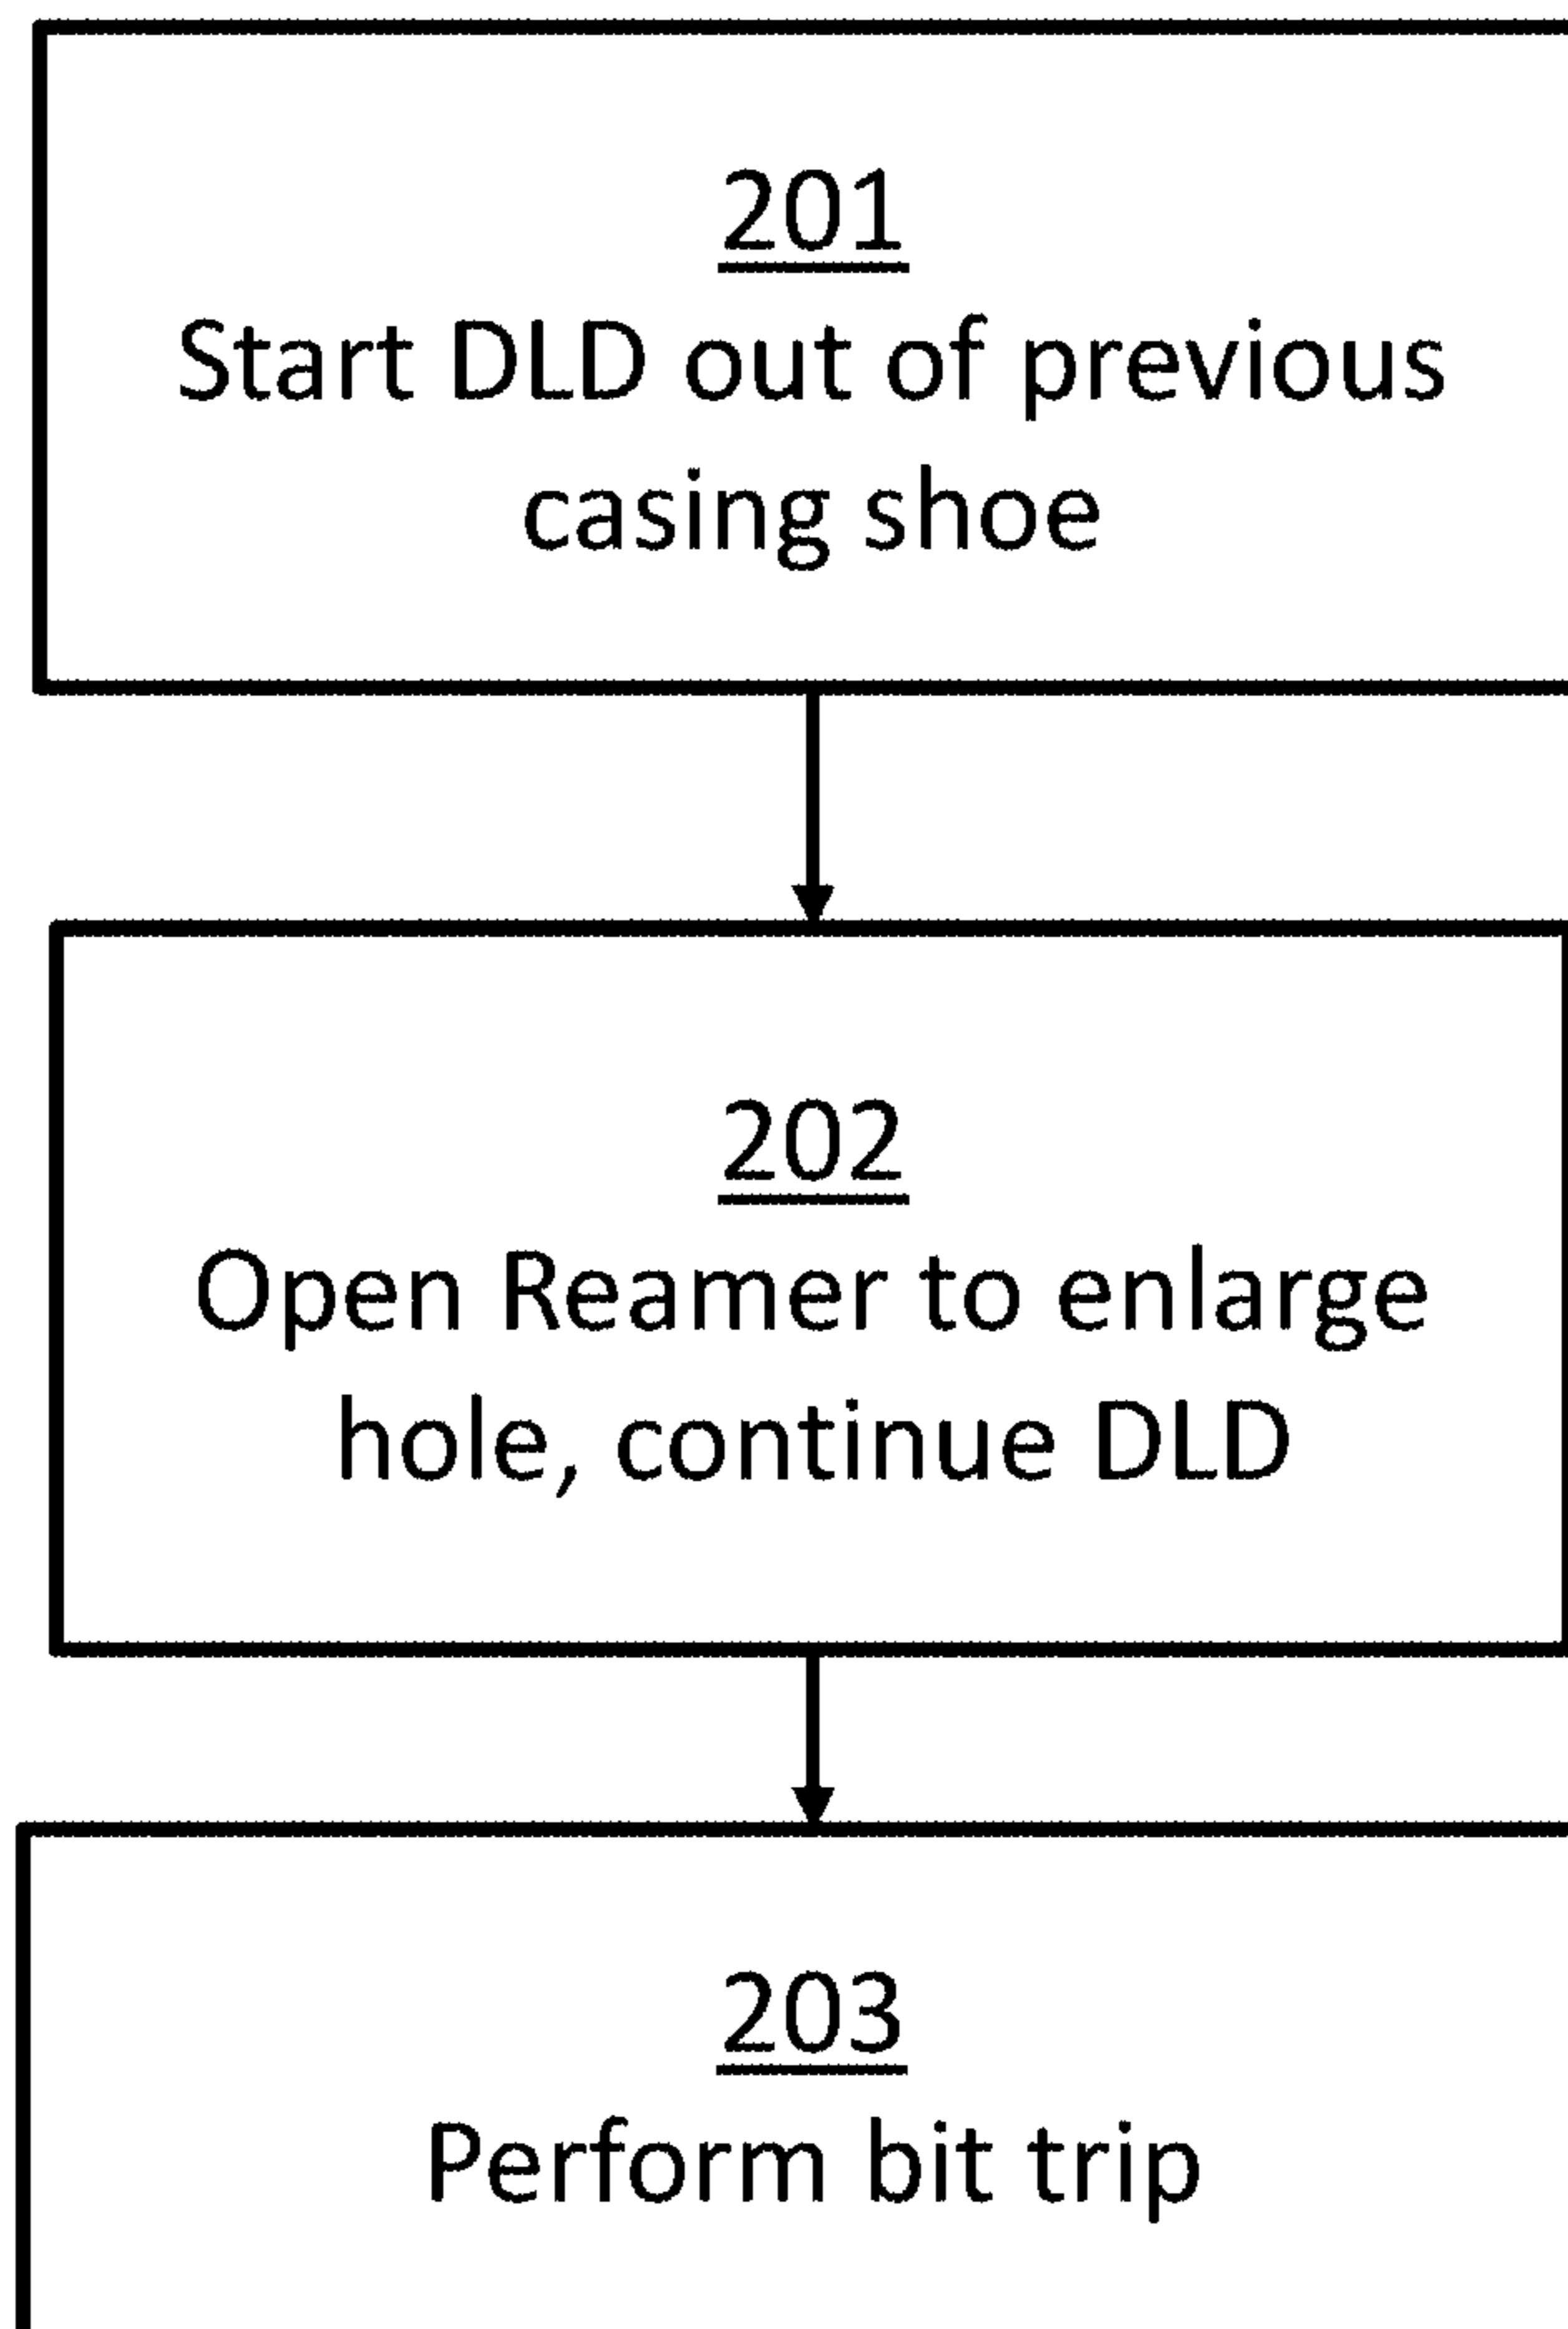 201
Start DLD out of previous
casing shoe
202
Open Reamer to enlarge
hole, continue DLD
203
Perform bit trip